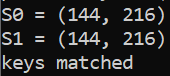 S0 = (144, 216)
S1 = (144, 216)
keys matched